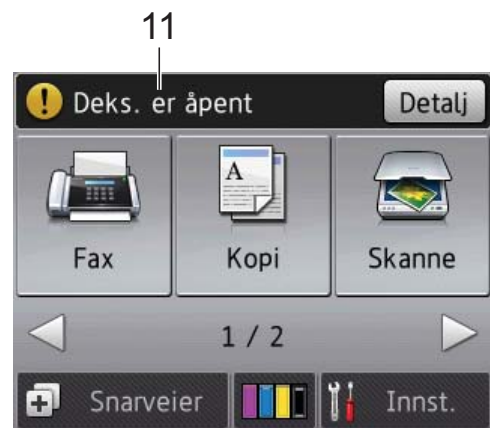 11
Deks. er åpent
Detalj
A
Fax
Kopi
Skanne
1 / 2
Snarveier
Innst.